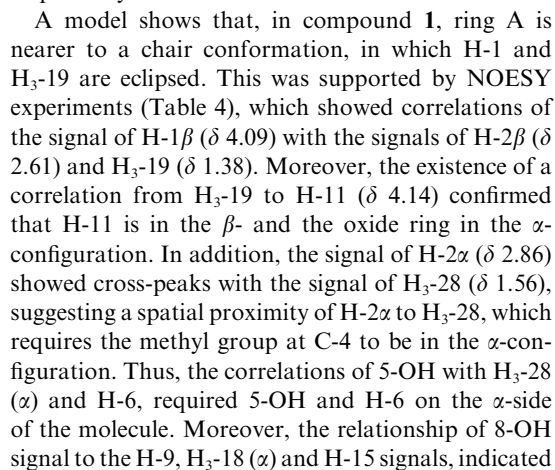 A model shows that, in compound 1, ring A is
nearer to a chair conformation, in which H-1 and
H₃-19 are eclipsed. This was supported by NOESY
experiments (Table 4), which showed correlations of
the signal of H-1β (δ 4.09) with the signals of H-2β (δ
2.61) and H₃-19 (δ 1.38). Moreover, the existence of a
correlation from H₃-19 to H-11 (δ 4.14) confirmed
that H-11 is in the β- and the oxide ring in the α-
configuration. In addition, the signal of H-2α (δ 2.86)
showed cross-peaks with the signal of H₃-28 (δ 1.56),
suggesting a spatial proximity of H-2α to H₃-28, which
requires the methyl group at C-4 to be in the α-con-
figuration. Thus, the correlations of 5-OH with H₃-28
(α) and H-6, required 5-OH and H-6 on the α-side
of the molecule. Moreover, the relationship of 8-OH
signal to the H-9, H₃-18 (α) and H-15 signals, indicated